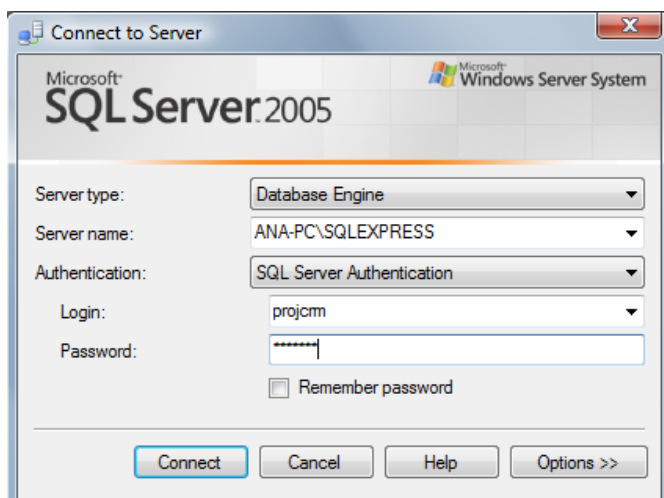 Connect to Server
X
Microsoft
SQL Server 2005
Microsoft
Windows Server System
Server type: Database Engine
Server name: ANA-PC\SQLEXPRESS
Authentication: SQL Server Authentication
Login: projcrm
Password: *******
Remember password
Connect Cancel Help Options >>